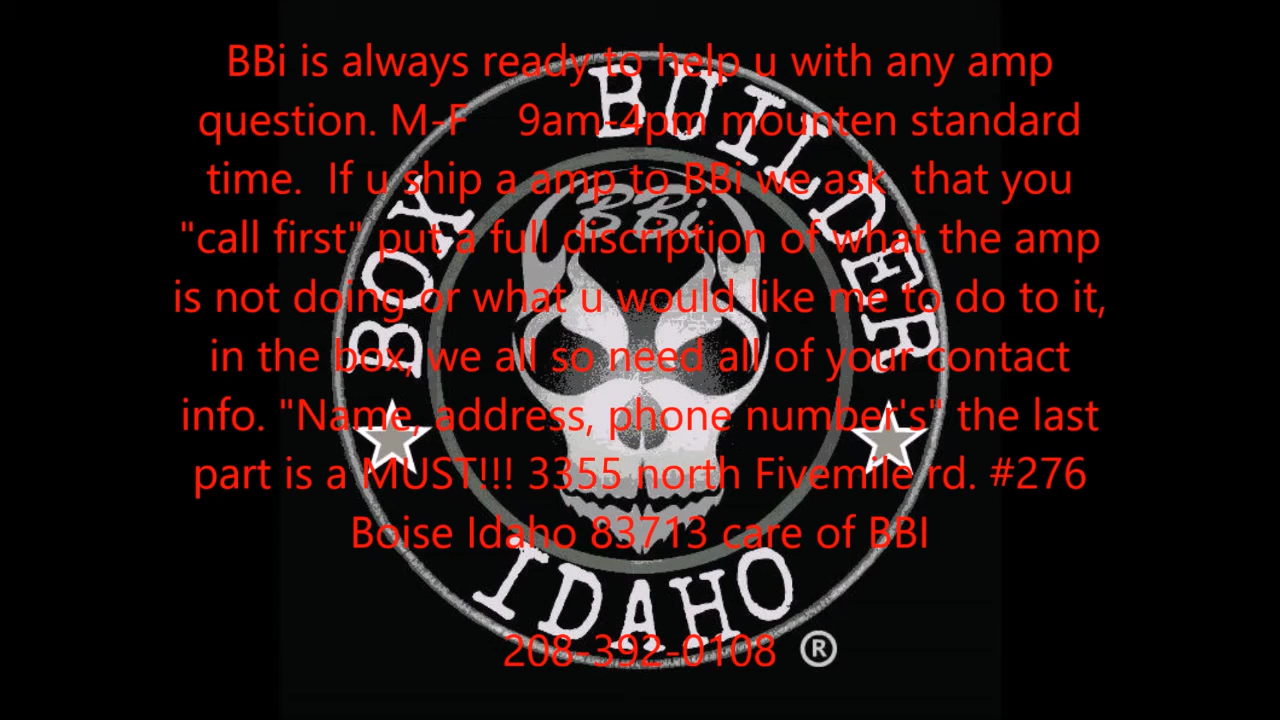 BBi is always ready to help u with any amp
question. M-F    9am-4pm mounten standard
time.  If u ship a amp to BBi we ask  that you
"call first" put a full discription of what the amp
is not doing or what u would like me to do to it,
in the box, we all so need all of your contact
info. "Name, address, phone number's" the last
part is a MUST!!! 3355 north Fivemile rd. #276
Boise Idaho 83713 care of BBI
208-392-0108 ®
BOX BUILDER
BBi
IDAHO